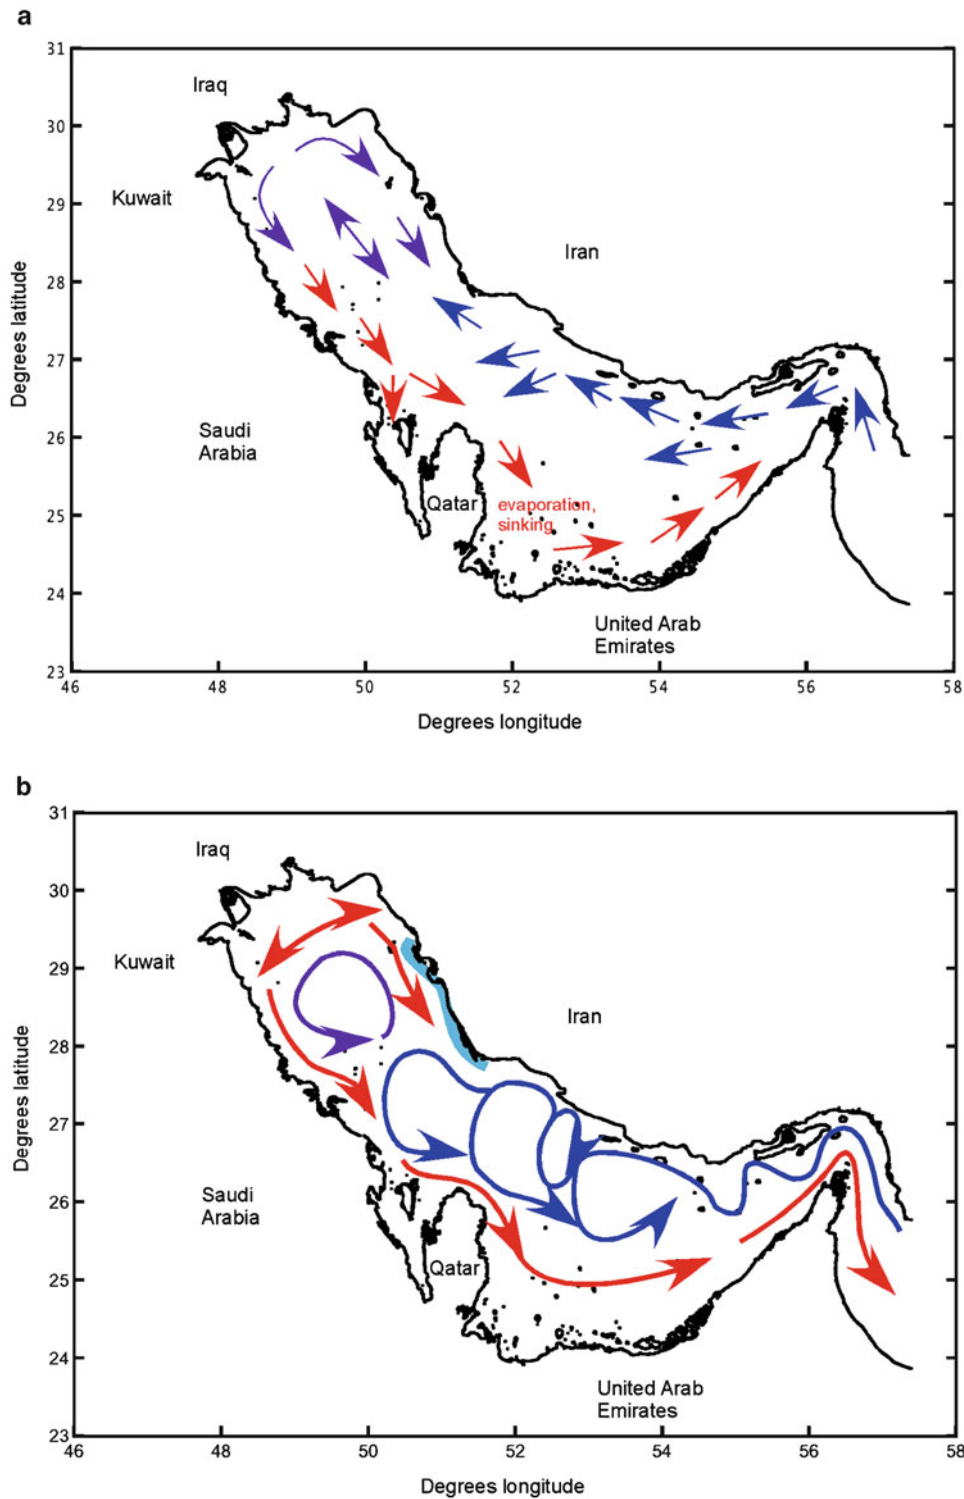 a
31
Iraq
30
Kuwait
29
Iran
28
Degrees latitude
27
Saudi
Arabia
26
Qatar
evaporation,
sinking
25
24
United Arab
Emirates
23
46
48
50
52
54
56
58
Degrees longitude
b
31
Iraq
30
Kuwait
29
Iran
28
Degrees latitude
27
Saudi
Arabia
26
Qatar
25
24
United Arab
Emirates
23
46
48
50
52
54
56
58
Degrees longitude